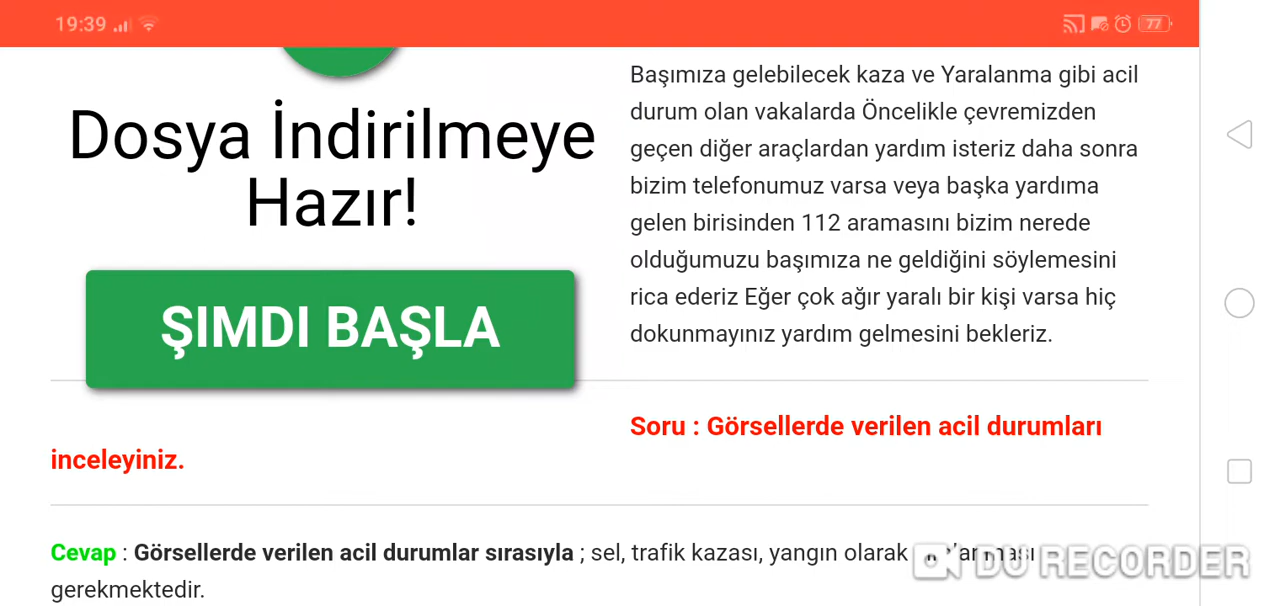 19:39
77
Dosya İndirilmeye
Hazır!
ŞIMDI BAŞLA
Başımıza gelebilecek kaza ve Yaralanma gibi acil
durum olan vakalarda Öncelikle çevremizden
geçen diğer araçlardan yardım isteriz daha sonra
bizim telefonumuz varsa veya başka yardıma
gelen birisinden 112 aramasını bizim nerede
olduğumuzu başımıza ne geldiğini söylemesini
rica ederiz Eğer çok ağır yaralı bir kişi varsa hiç
dokunmayınız yardım gelmesini bekleriz.
Soru : Görsellerde verilen acil durumları
inceleyiniz.
Cevap : Görsellerde verilen acil durumlar sırasıyla ; sel, trafik kazası, yangın olarak
gerekmektedir.
DU RECORDER